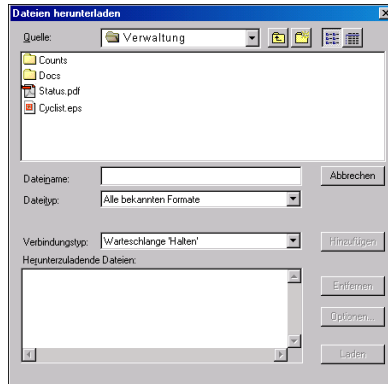 Dateien herunterladen
Quelle: Verwaltung
Counts
Docs
Status.pdf
Cyclist.eps
Dateiname: Abbrechen
Dateityp: Alle bekannten Formate
Verbindungstyp: Warteschlange 'Halten' Hinzufügen
Herunterzuladende Dateien:
Entfernen
Optionen...
Laden